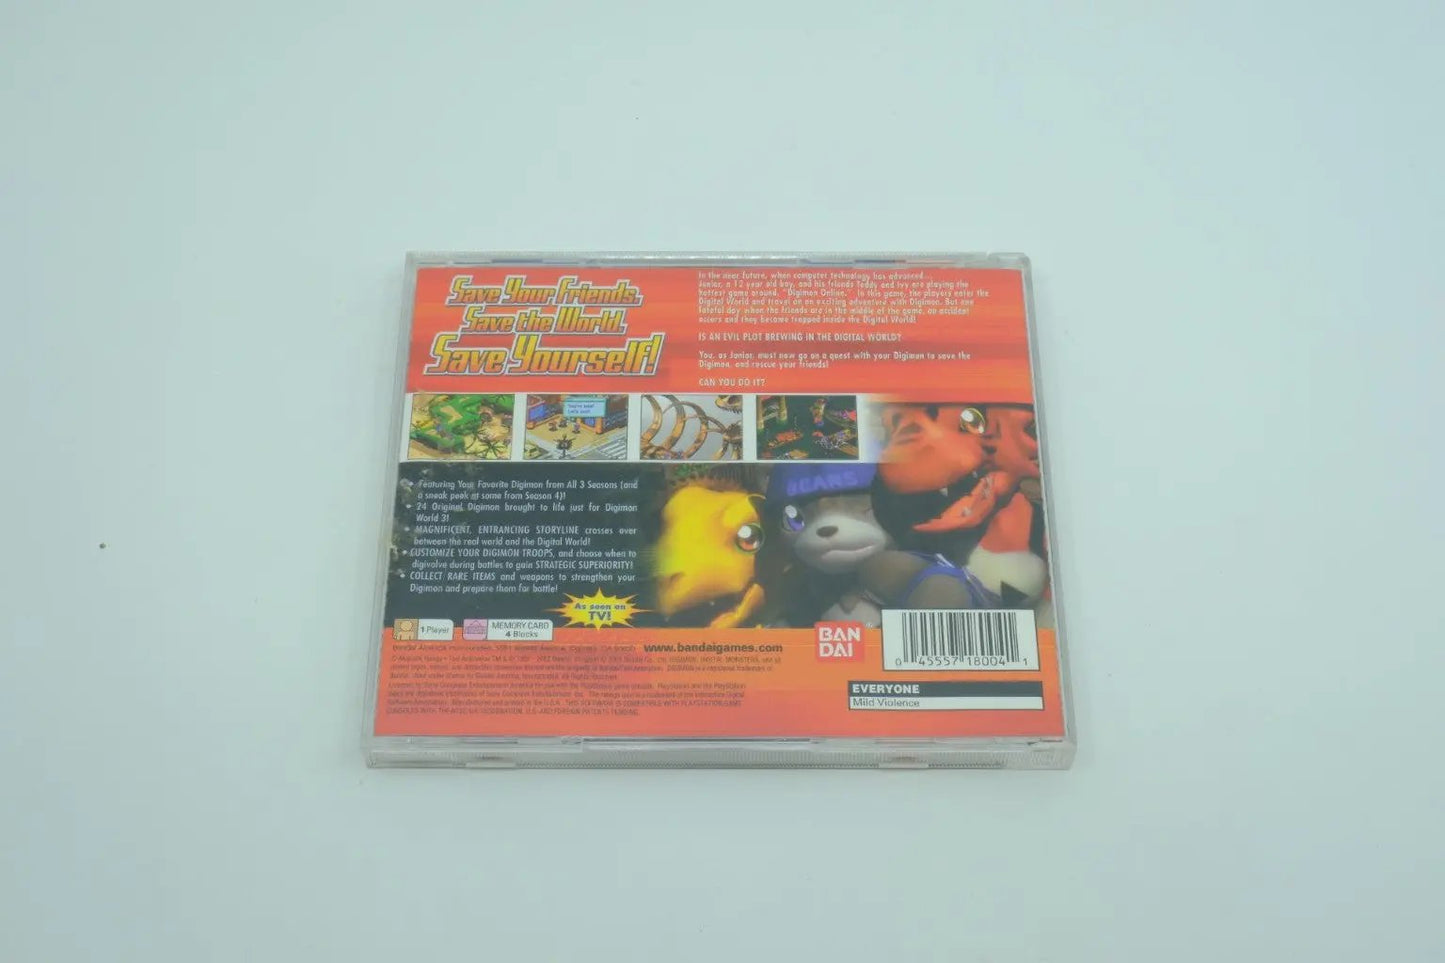 Save Your Friends.
Save the World.
Save Yourself!
In the near future, when computer technology has advanced...
Junior, a 12 year old boy, and his friends Teddy and Ivy are playing the
hottest game around, "Digimon Online." In this game, the players enter the
Digital World and travel on an exciting adventure with Digimon. But one
fateful day when the friends are in the middle of the game, an accident
occurs and they become trapped inside the Digital World!
IS AN EVIL PLOT BREWING IN THE DIGITAL WORLD?
You, as Junior, must now go on a quest with your Digimon to save the
Digimon, and rescue your friends!
CAN YOU DO IT?
BEARS
• Featuring Your Favorite Digimon from All 3 Seasons (and
a sneak peek at some from Season 4)!
• 24 Original Digimon brought to life just for Digimon
World 3!
• MAGNIFICENT, ENTRANCING STORYLINE crosses over
between the real world and the Digital World!
• CUSTOMIZE YOUR DIGIMON TROOPS, and choose when to
digivolve during battles to gain STRATEGIC SUPERIORITY!
• COLLECT RARE ITEMS and weapons to strengthen your
Digimon and prepare them for battle!
As seen on
TV!
1 Player
MEMORY CARD
4 Blocks
www.bandaigames.com
BAN
DAI
0 45557 18004 1
EVERYONE
Mild Violence